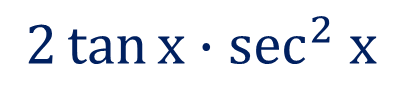 2 tan x · sec² x